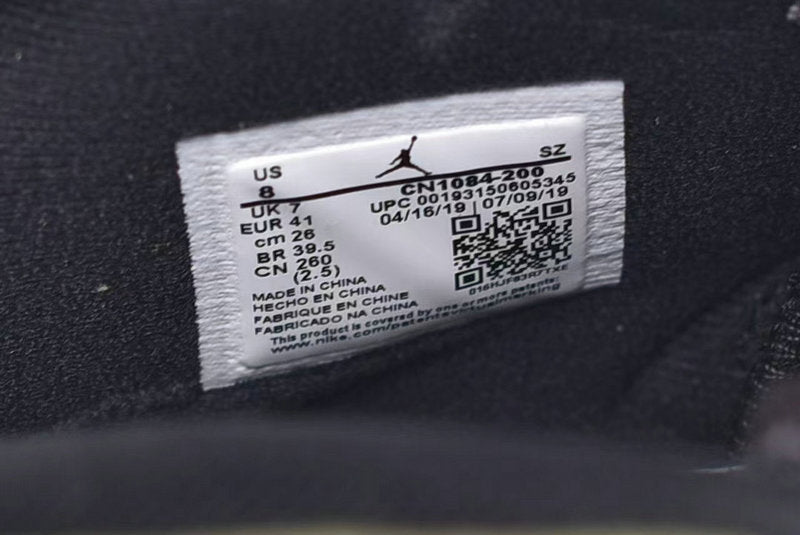 US
8
SZ
CN1084-200
UK 7
UPC 00193150605345
EUR 41
04/16/19 | 07/09/19
cm 26
BR 39.5
CN 260
(2.5)
MADE IN CHINA
HECHO EN CHINA
FABRIQUE EN CHINE
FABRICADO NA CHINA
016HJF63R7TXE
This product is covered by one or more patents:
www.nike.com/patentsvirtualmarking